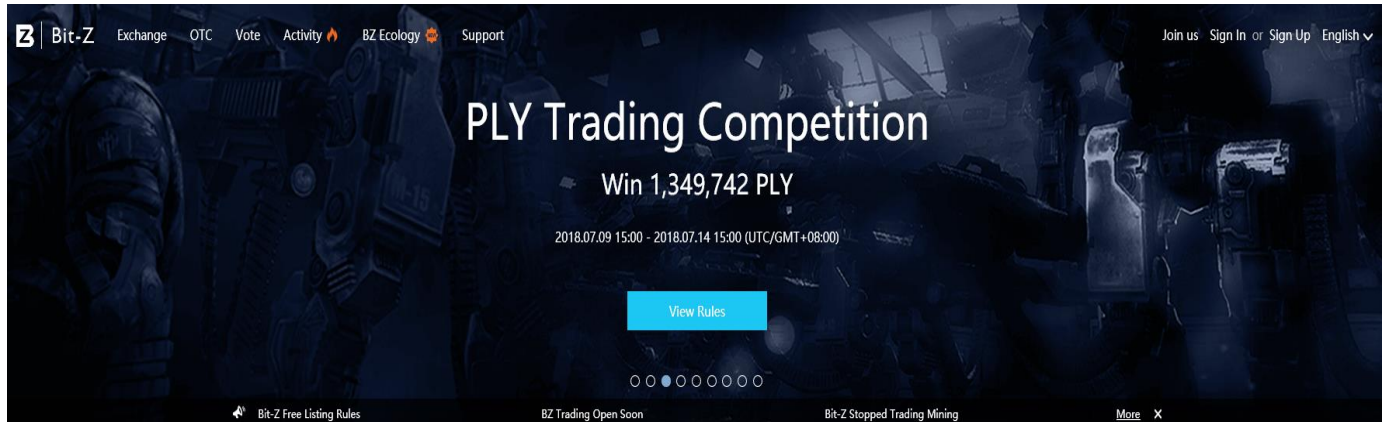 Bit-Z Exchange OTC Vote Activity BZ Ecology Support Join us Sign In or Sign Up English
PLY Trading Competition
Win 1,349,742 PLY
2018.07.09 15:00 - 2018.07.14 15:00 (UTC/GMT+08:00)
View Rules
Bit-Z Free Listing Rules BZ Trading Open Soon Bit-Z Stopped Trading Mining More X